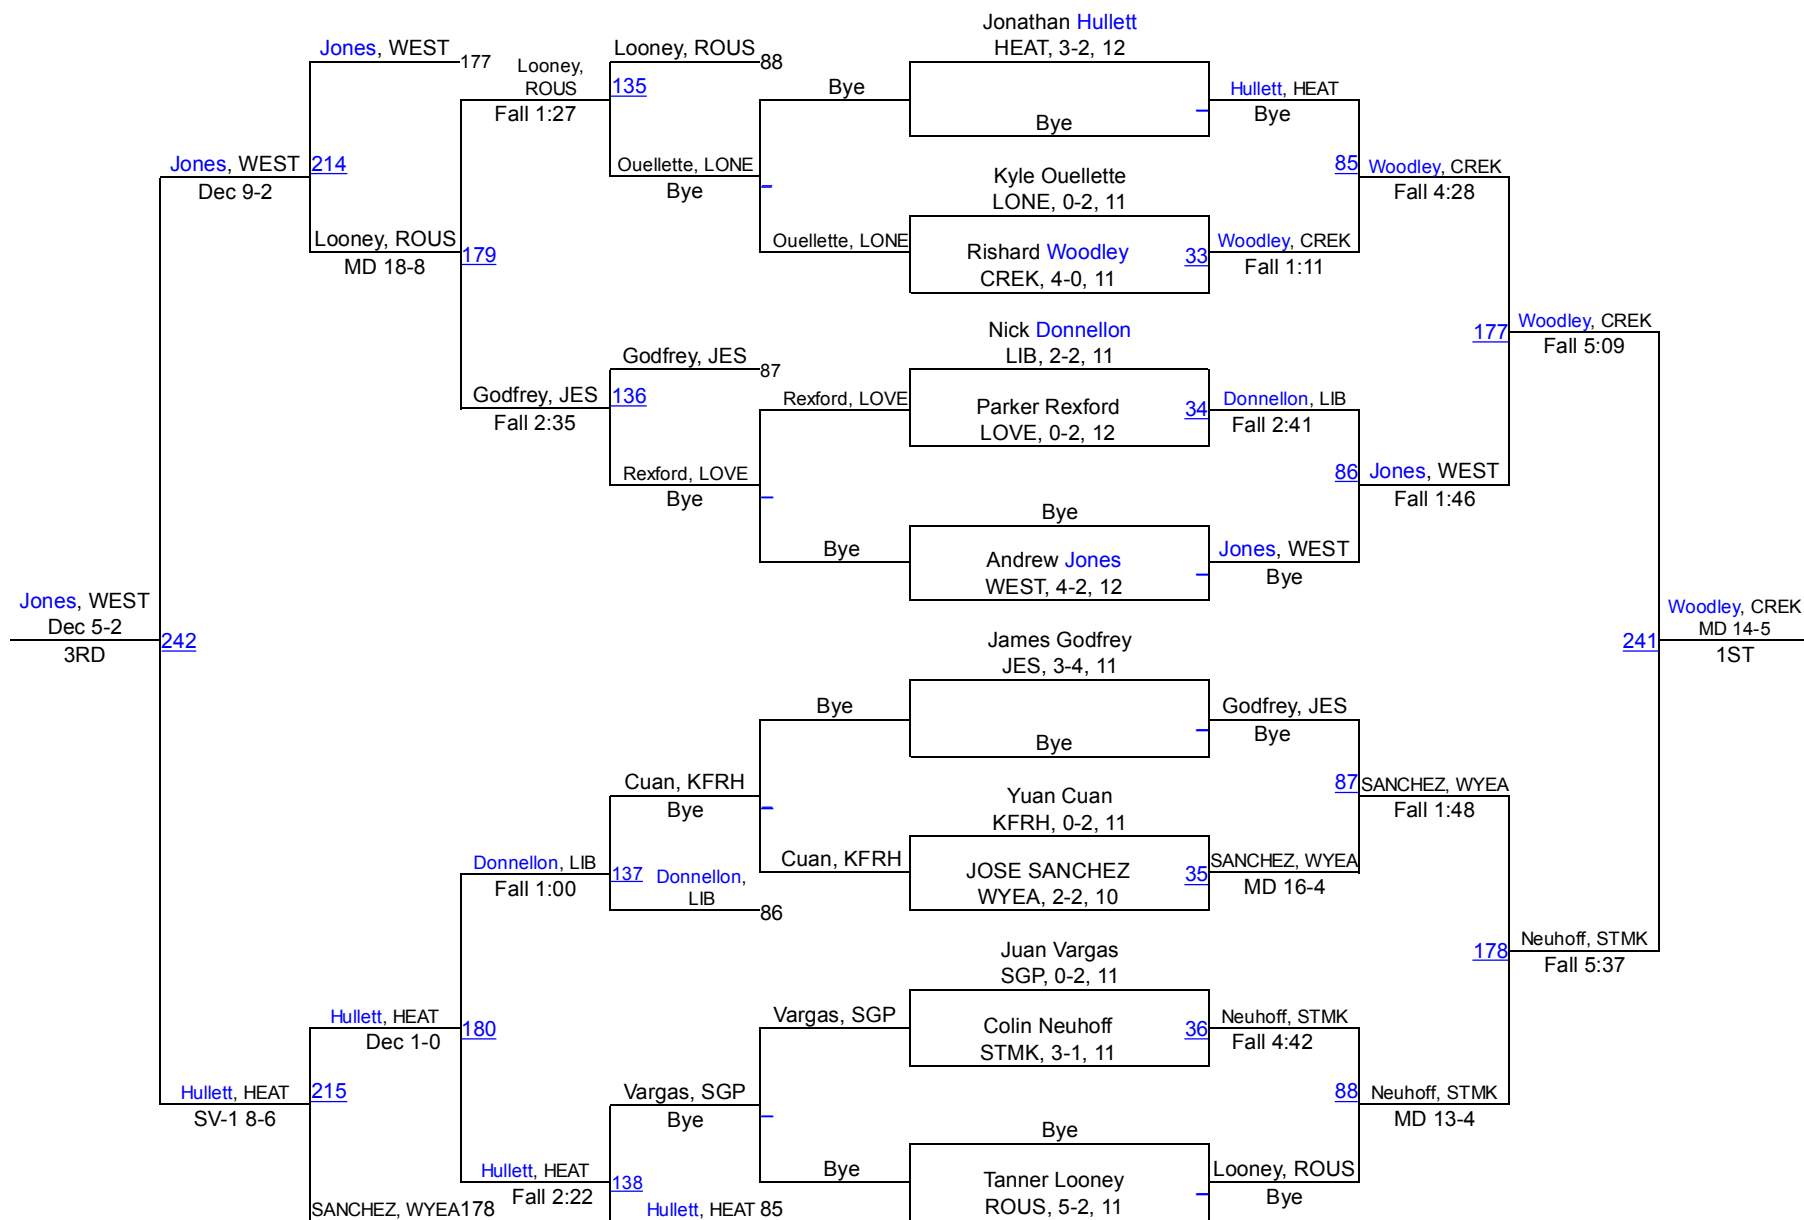 Jonathan Hullett
HEAT, 3-2, 12
Jones, WEST
177
Looney,
ROUS
Fall 1:27
Looney, ROUS
88
135
Bye
Bye
Hullett, HEAT
Bye
Jones, WEST
Dec 9-2
214
Ouellette, LONE
Bye
Kyle Ouellette
LONE, 0-2, 11
85
Woodley, CREK
Fall 4:28
Looney, ROUS
MD 18-8
179
Ouellette, LONE
Rishard Woodley
CREK, 4-0, 11
33
Woodley, CREK
Fall 1:11
Nick Donnellon
LIB, 2-2, 11
177
Woodley, CREK
Fall 5:09
Godfrey, JES
87
Godfrey, JES
Fall 2:35
136
Rexford, LOVE
Parker Rexford
LOVE, 0-2, 12
34
Donnellon, LIB
Fall 2:41
Rexford, LOVE
Bye
86
Jones, WEST
Fall 1:46
Bye
Bye
Andrew Jones
WEST, 4-2, 12
Jones, WEST
Bye
Jones, WEST
Dec 5-2
3RD
242
James Godfrey
JES, 3-4, 11
241
Woodley, CREK
MD 14-5
1ST
Bye
Bye
Godfrey, JES
Bye
Cuan, KFRH
Bye
Yuan Cuan
KFRH, 0-2, 11
87
SANCHEZ, WYEA
Fall 1:48
Donnellon, LIB
Fall 1:00
137
Donnellon,
LIB
86
Cuan, KFRH
JOSE SANCHEZ
WYEA, 2-2, 10
35
SANCHEZ, WYEA
MD 16-4
Juan Vargas
SGP, 0-2, 11
178
Neuhoff, STMK
Fall 5:37
Hullett, HEAT
Dec 1-0
180
Vargas, SGP
Colin Neuhoff
STMK, 3-1, 11
36
Neuhoff, STMK
Fall 4:42
Hullett, HEAT
SV-1 8-6
215
Vargas, SGP
Bye
88
Neuhoff, STMK
MD 13-4
Bye
Hullett, HEAT
Fall 2:22
138
Bye
Tanner Looney
ROUS, 5-2, 11
Looney, ROUS
Bye
SANCHEZ, WYEA
178
Hullett, HEAT
85